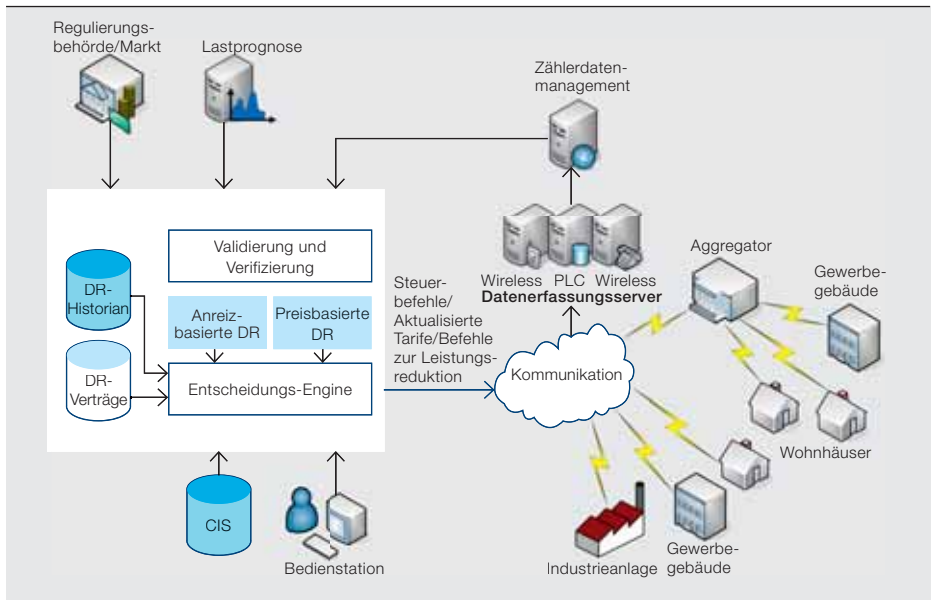 Regulierungs-
behörde/Markt
Lastprognose
Zählerdaten-
management
Validierung und
Verifizierung
DR-
Historian
Anreiz-
basierte DR
Preisbasierte
DR
DR-
Verträge
Entscheidungs-Engine
Steuer-
befehle/
Aktualisierte
Tarife/Befehle
zur Leistungs-
reduktion
Wireless PLC Wireless
Datenerfassungsserver
Kommunikation
Aggregator
Gewerbe-
gebäude
Wohnhäuser
CIS
Bedienstation
Industrieanlage
Gewerbe-
gebäude